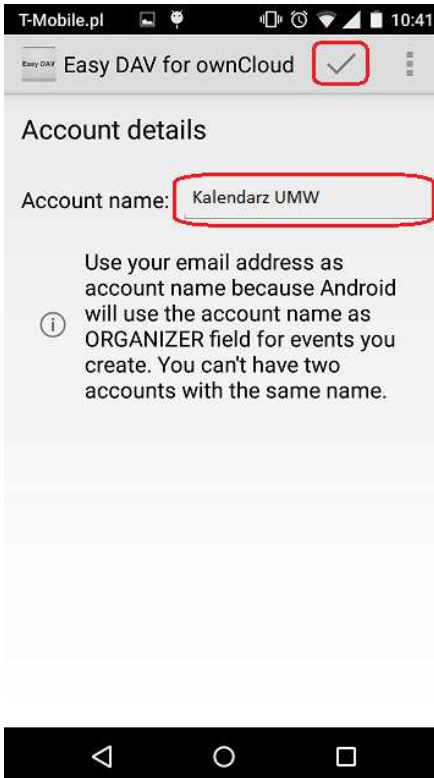 T-Mobile.pl 10:41
Easy DAV Easy DAV for ownCloud
Account details
Account name: Kalendarz UMW
Use your email address as
account name because Android
will use the account name as
ORGANIZER field for events you
create. You can't have two
accounts with the same name.